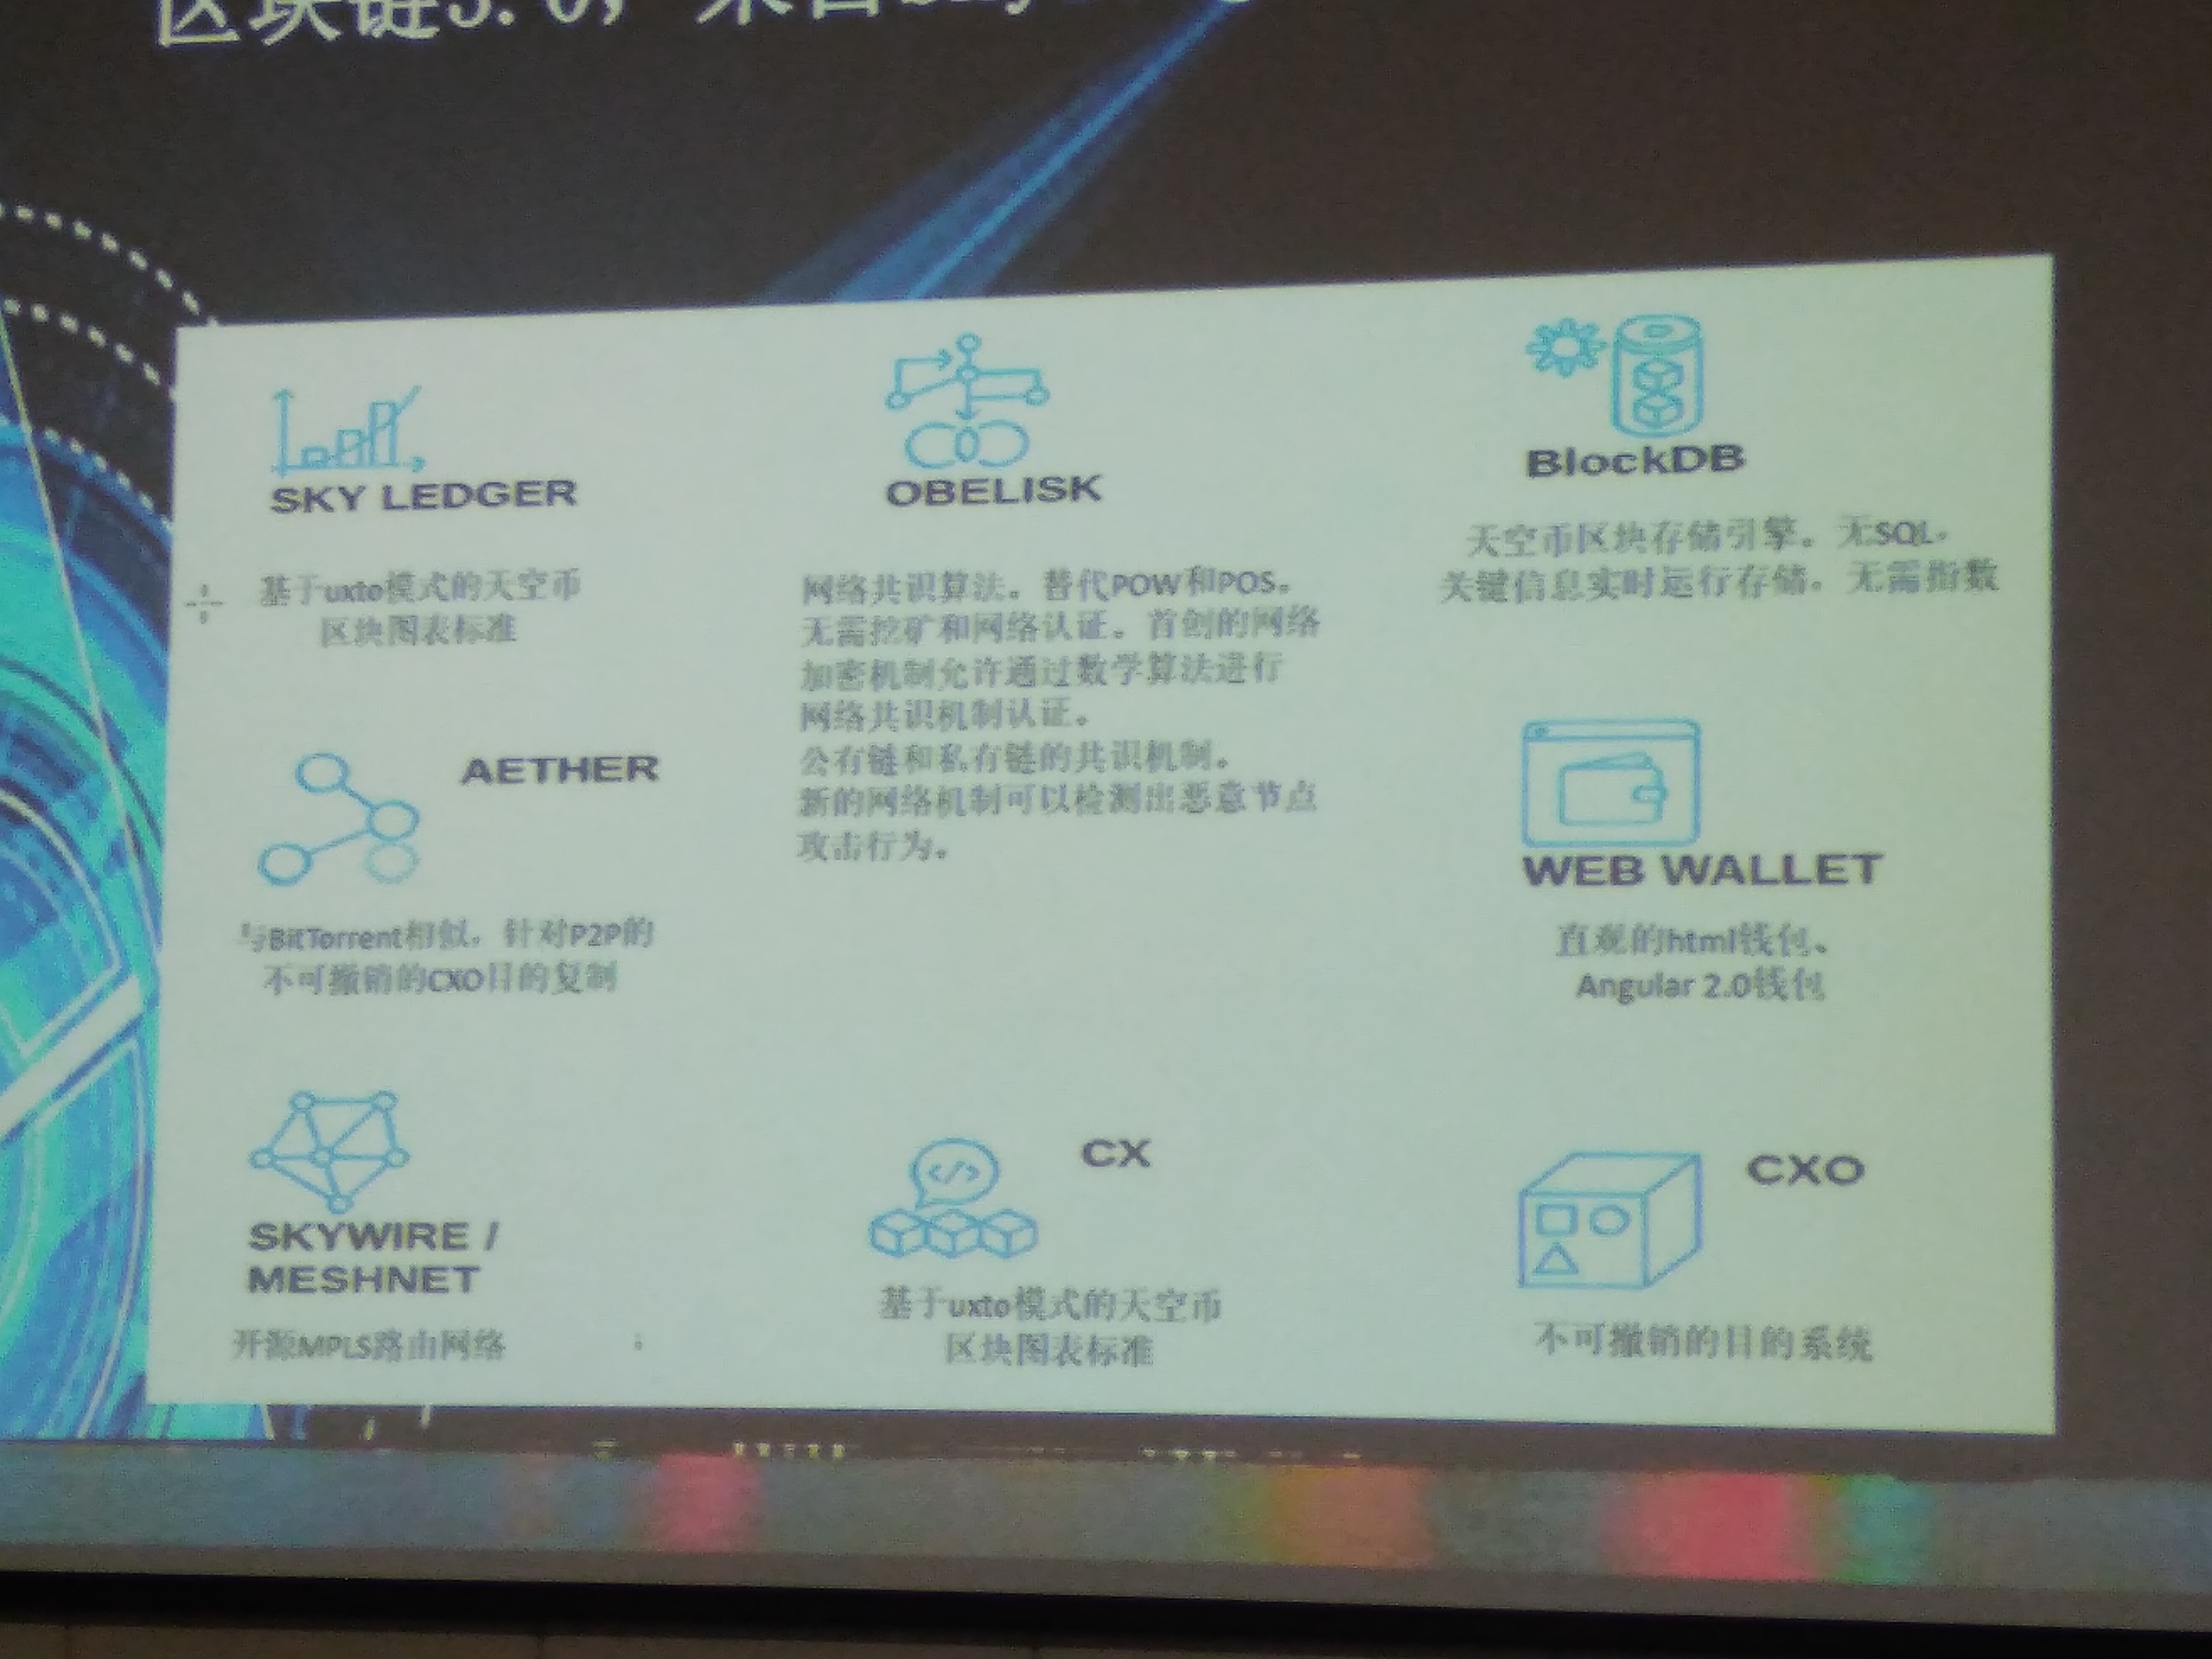 区块链3.0，来自
SKY LEDGER
基于uxto模式的天空币
区块图表标准
AETHER
与BitTorrent相似，针对P2P的
不可撤销的CXO目的复制
SKYWIRE /
MESHNET
开源MPLS路由网络
OBELISK
网络共识算法。替代POW和POS。
无需挖矿和网络认证。首创的网络
加密机制允许通过数学算法进行
网络共识机制认证。
公有链和私有链的共识机制。
新的网络机制可以检测出恶意节点
攻击行为。
CX
基于uxto模式的天空币
区块图表标准
BlockDB
天空币区块存储引擎。无SQL，
关键信息实时运行存储。无需指数
WEB WALLET
直观的html钱包、
Angular 2.0钱包
CXO
不可撤销的目的系统